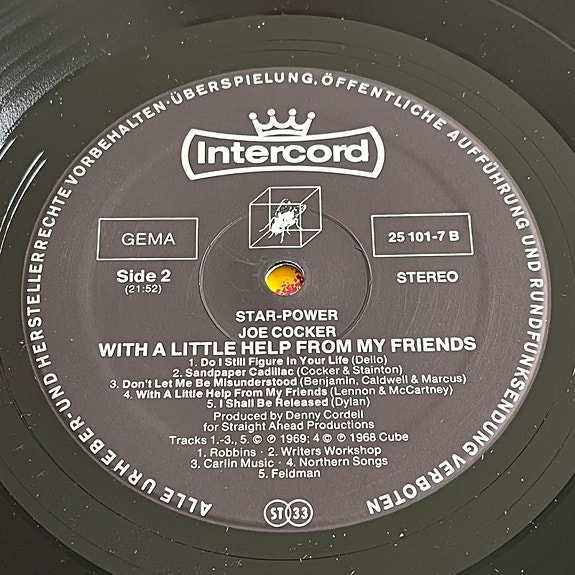 ALLE URHEBER- UND HERSTELLERRECHTE VORBEHALTEN · ÜBERSPIELUNG, ÖFFENTLICHE AUFFÜHRUNG UND RUNDFUNKSENDUNG VERBOTEN
Intercord
GEMA
25 101-7 B
Side 2
STEREO
(21:52)
STAR-POWER
JOE COCKER
WITH A LITTLE HELP FROM MY FRIENDS
1. Do I Still Figure In Your Life (Dello)
2. Sandpaper Cadillac (Cocker & Stainton)
3. Don't Let Me Be Misunderstood (Benjamin, Caldwell & Marcus)
4. With A Little Help From My Friends (Lennon & McCartney)
5. I Shall Be Released (Dylan)
Produced by Denny Cordell
for Straight Ahead Productions
Tracks 1.-3., 5. © ℗ 1969; 4 © ℗ 1968 Cube
1. Robbins · 2. Writers Workshop
3. Carlin Music · 4. Northern Songs
5. Feldman
ST 33